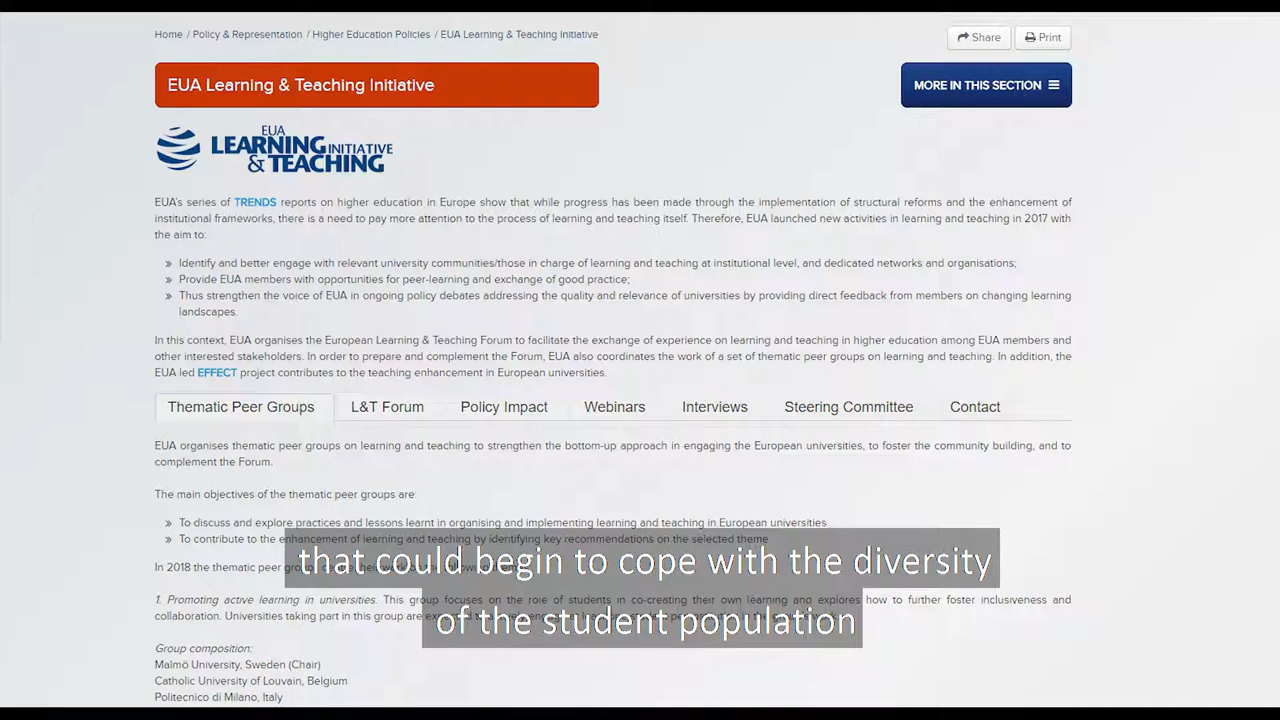 Home / Policy & Representation / Higher Education Policies / EUA Learning & Teaching Initiative
Share
Print
EUA Learning & Teaching Initiative
MORE IN THIS SECTION
EUA
LEARNING INITIATIVE
& TEACHING
EUA's series of TRENDS reports on higher education in Europe show that while progress has been made through the implementation of structural reforms and the enhancement of
institutional frameworks, there is a need to pay more attention to the process of learning and teaching itself. Therefore, EUA launched new activities in learning and teaching in 2017 with
the aim to:
» Identify and better engage with relevant university communities/those in charge of learning and teaching at institutional level, and dedicated networks and organisations;
» Provide EUA members with opportunities for peer-learning and exchange of good practice;
» Thus strengthen the voice of EUA in ongoing policy debates addressing the quality and relevance of universities by providing direct feedback from members on changing learning
landscapes.
In this context, EUA organises the European Learning & Teaching Forum to facilitate the exchange of experience on learning and teaching in higher education among EUA members and
other interested stakeholders. In order to prepare and complement the Forum, EUA also coordinates the work of a set of thematic peer groups on learning and teaching. In addition, the
EUA led EFFECT project contributes to the teaching enhancement in European universities.
Thematic Peer Groups L&T Forum Policy Impact Webinars Interviews Steering Committee Contact
EUA organises thematic peer groups on learning and teaching to strengthen the bottom-up approach in engaging the European universities, to foster the community building, and to
complement the Forum.
The main objectives of the thematic peer groups are:
» To discuss and explore practices and lessons learnt in organising and implementing learning and teaching in European universities
» To contribute to the enhancement of learning and teaching by identifying key recommendations on the selected theme
In 2018 the thematic peer
that could begin to cope with the diversity
1. Promoting active learning in universities. This group focuses on the role of students in co-creating their own learning and explores how to further foster inclusiveness and
collaboration. Universities taking part in this group are
of the student population
Group composition:
Malmö University, Sweden (Chair)
Catholic University of Louvain, Belgium
Politecnico di Milano, Italy